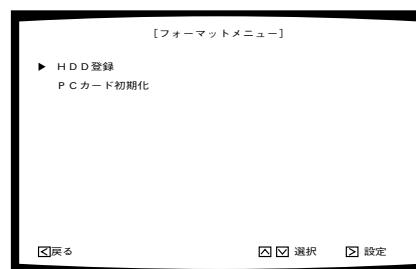 [フォーマットメニュー]
▶ HDD登録
PCカード初期化
<戻る ∧ ∨ 選択 > 設定